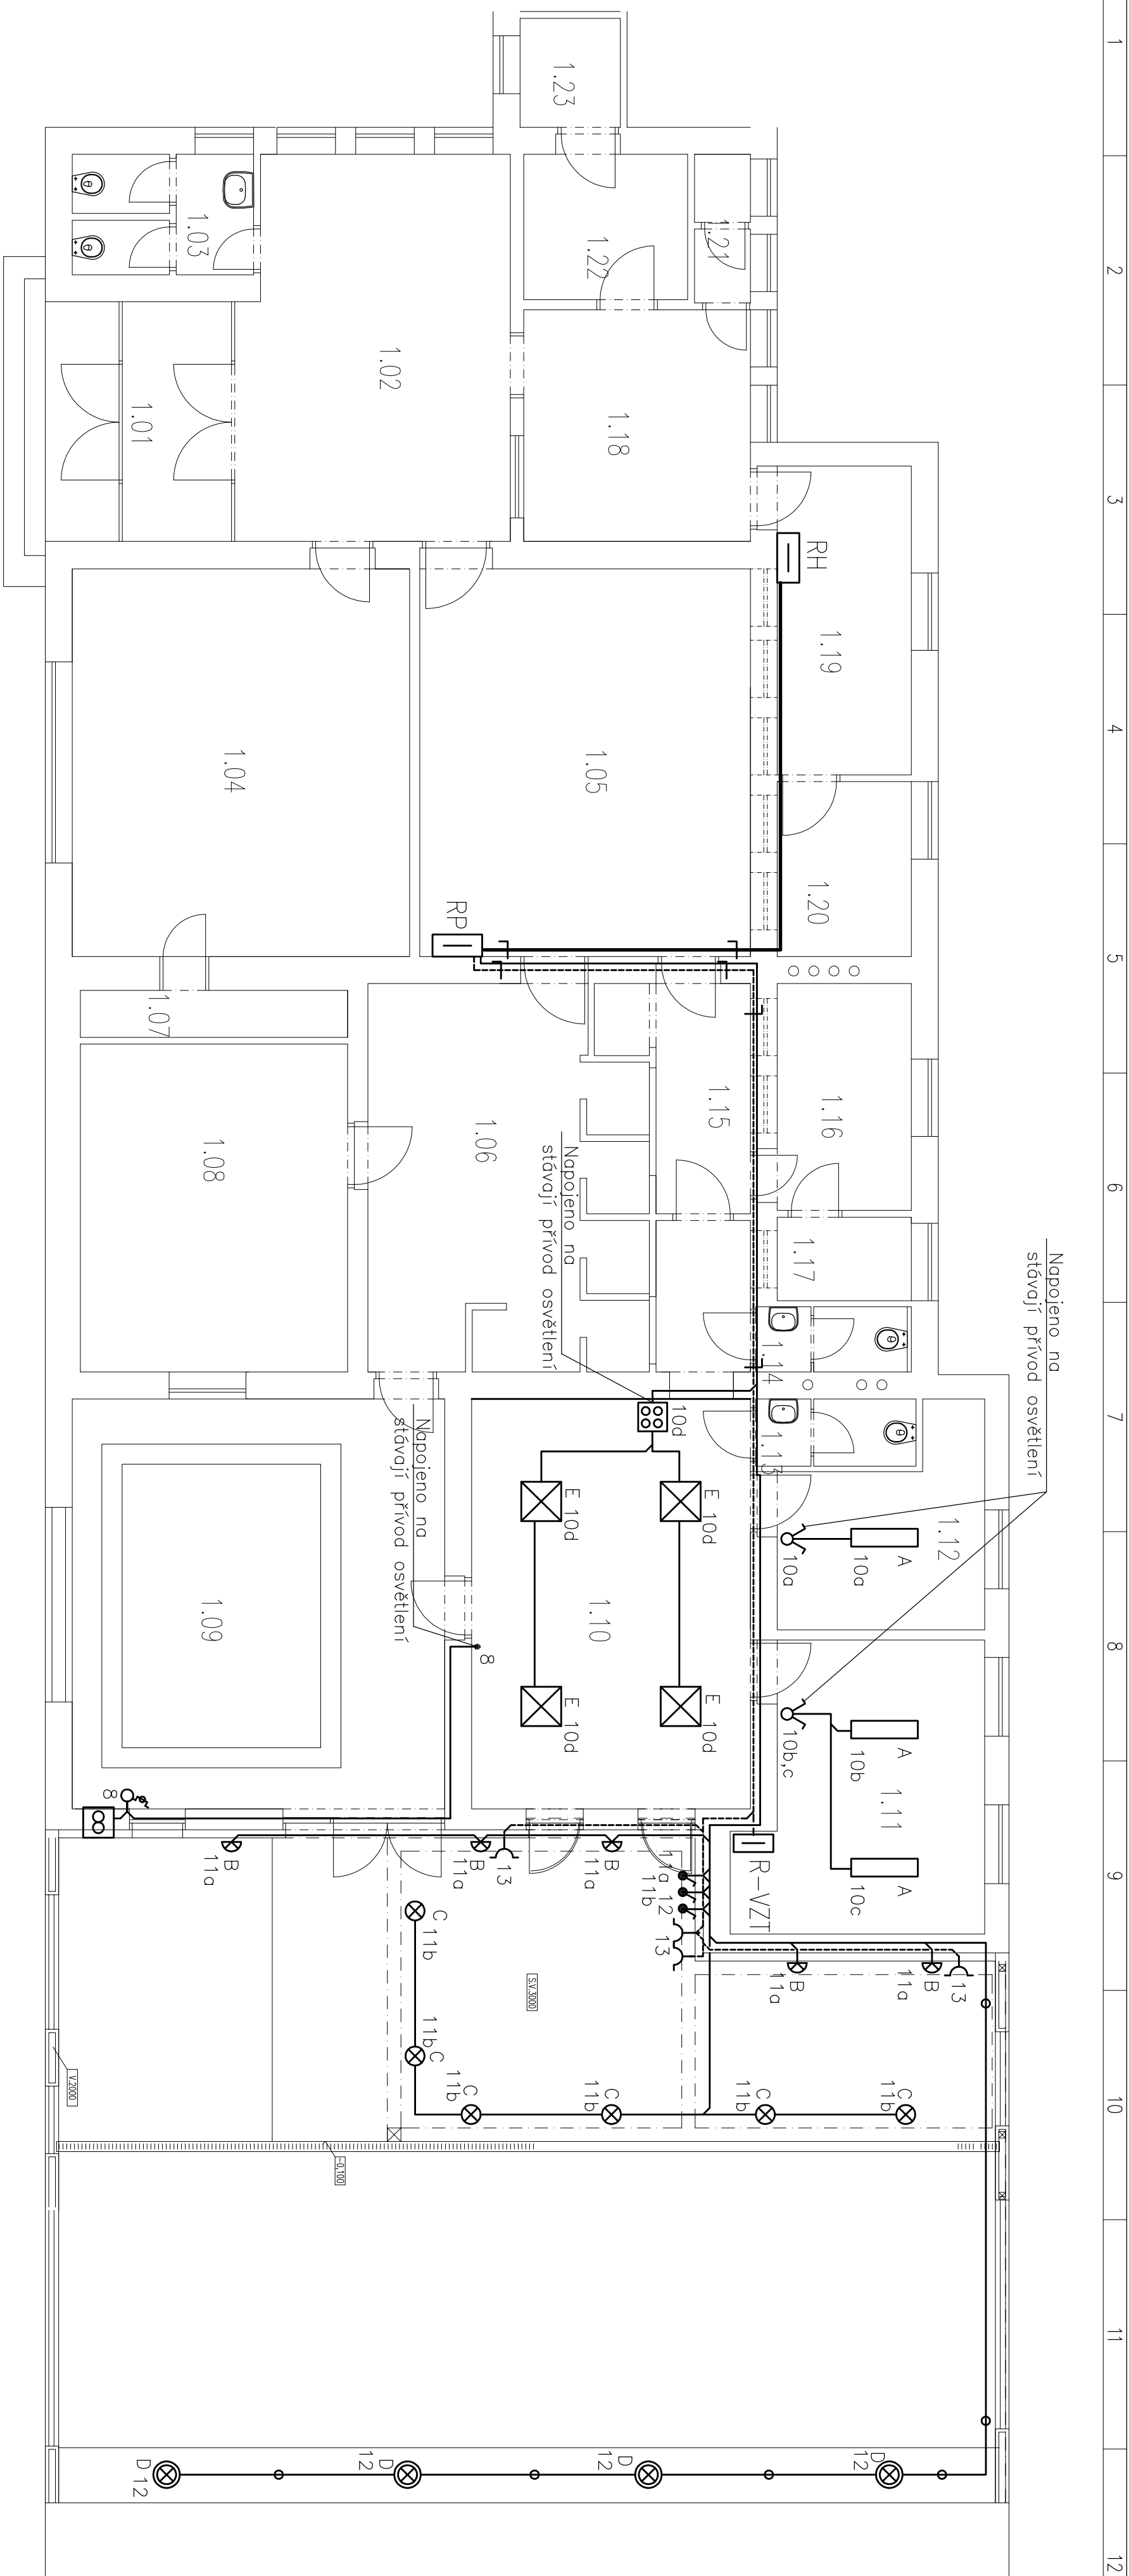 1
2
3
4
5
6
7
8
9
10
11
12
Napojeno na
stávají přívod osvětlení
RH
1.19
1.20
1.16
1.17
1.14
1.13
1.12
A
10a
10a
A
10b
1.11
10b,c
A
10c
R-VZT
1.23
1.22
1.21
1.18
1.02
1.03
1.01
1.05
1.04
RP
1.15
1.06
1.07
1.08
Napojeno na
stávají přívod osvětlení
10d
E 10d
E 10d
E 10d
E 10d
1.10
Napojeno na
stávají přívod osvětlení
8
1.09
8
B
11a
B
11a
13
B
11a
11a
11b
12
13
B
11a
B
11a
13
C
11b
C
11b
C
11b
C
11b
C
11b
C
11b
S.V.3000
V.2000
-0,100
D
12
D
12
D
12
D
12